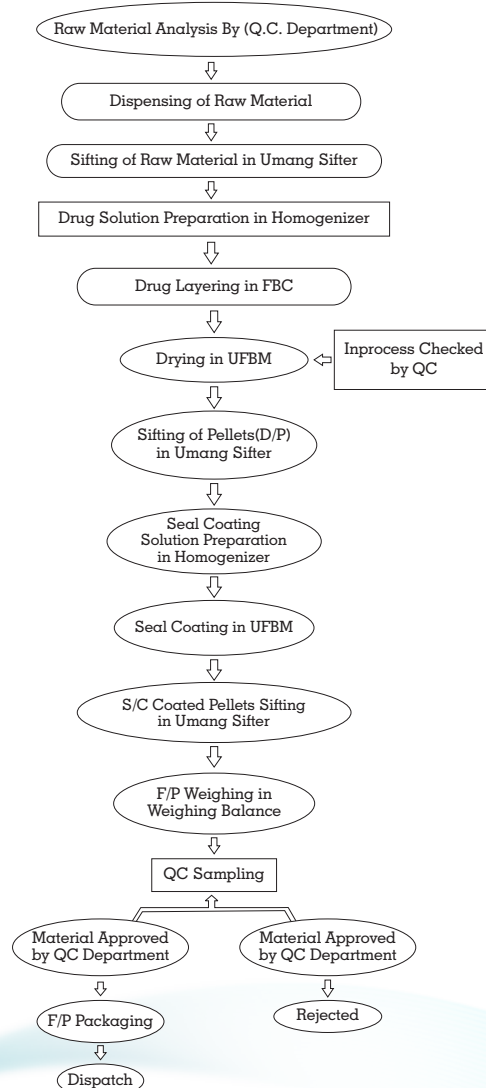 Raw Material Analysis By (Q.C. Department)
Dispensing of Raw Material
Sifting of Raw Material in Umang Sifter
Drug Solution Preparation in Homogenizer
Drug Layering in FBC
Drying in UFBM
Inprocess Checked
by QC
Sifting of Pellets(D/P)
in Umang Sifter
Seal Coating
Solution Preparation
in Homogenizer
Seal Coating in UFBM
S/C Coated Pellets Sifting
in Umang Sifter
F/P Weighing in
Weighing Balance
QC Sampling
Material Approved
by QC Department
Material Approved
by QC Department
F/P Packaging
Rejected
Dispatch